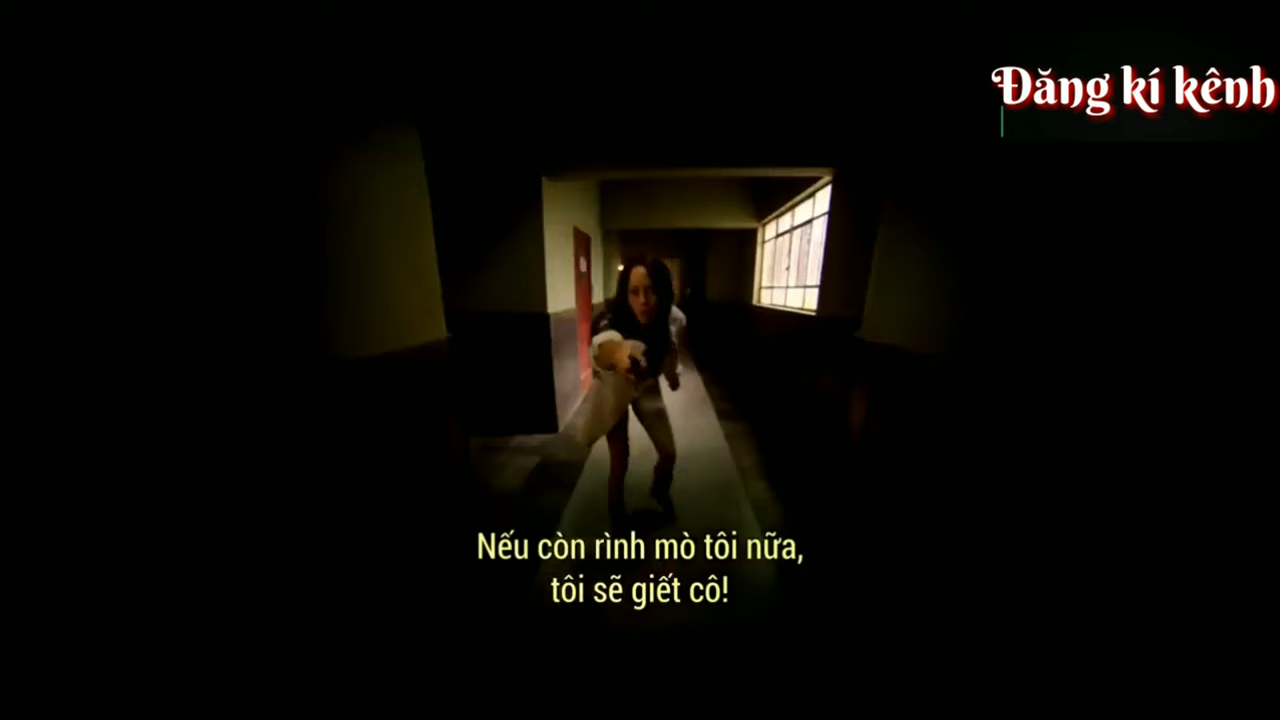 Đăng kí kênh
Nếu còn rình mò tôi nữa,
tôi sẽ giết cô!